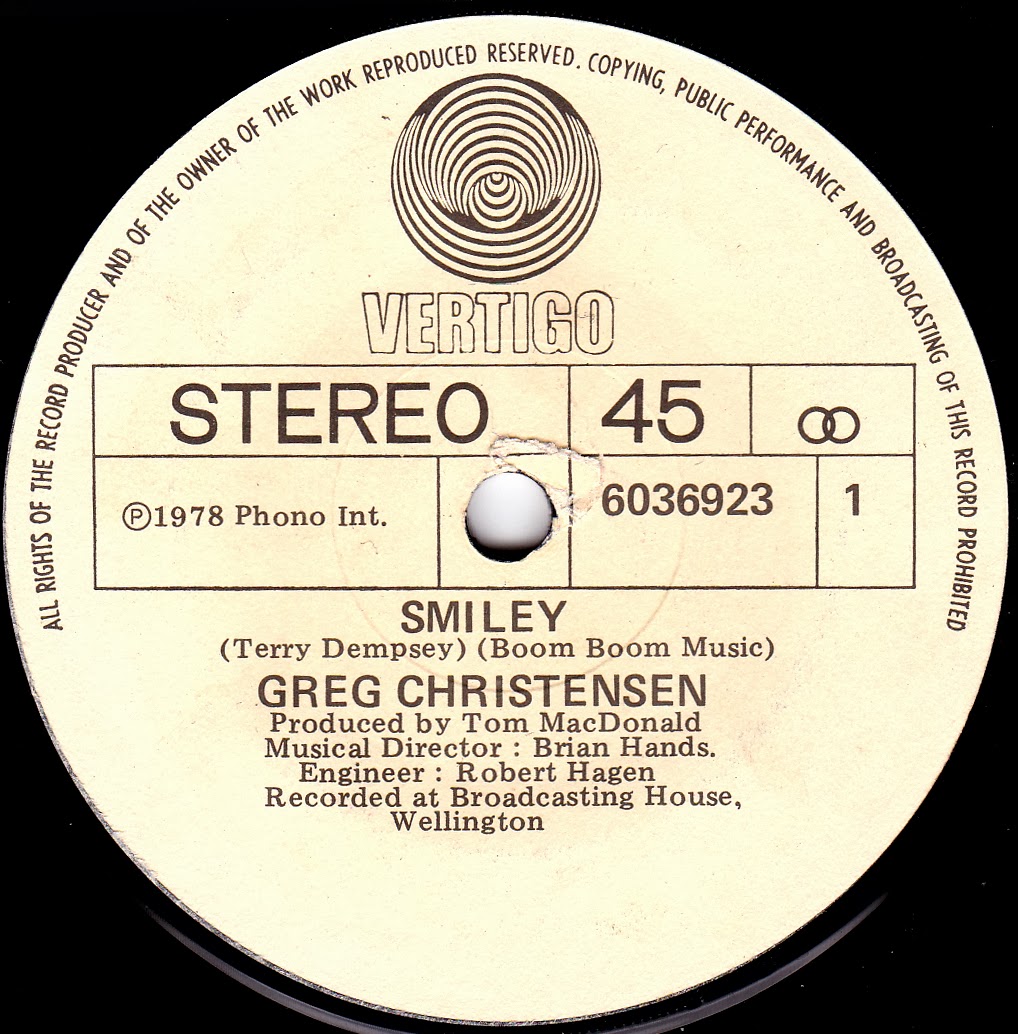 ALL RIGHTS OF THE RECORD PRODUCER AND OF THE OWNER OF THE WORK REPRODUCED RESERVED. COPYING, PUBLIC PERFORMANCE AND BROADCASTING OF THIS RECORD PROHIBITED
VERTIGO
STEREO 45
℗1978 Phono Int. 6036923 1
SMILEY
(Terry Dempsey) (Boom Boom Music)
GREG CHRISTENSEN
Produced by Tom MacDonald
Musical Director : Brian Hands.
Engineer : Robert Hagen
Recorded at Broadcasting House,
Wellington